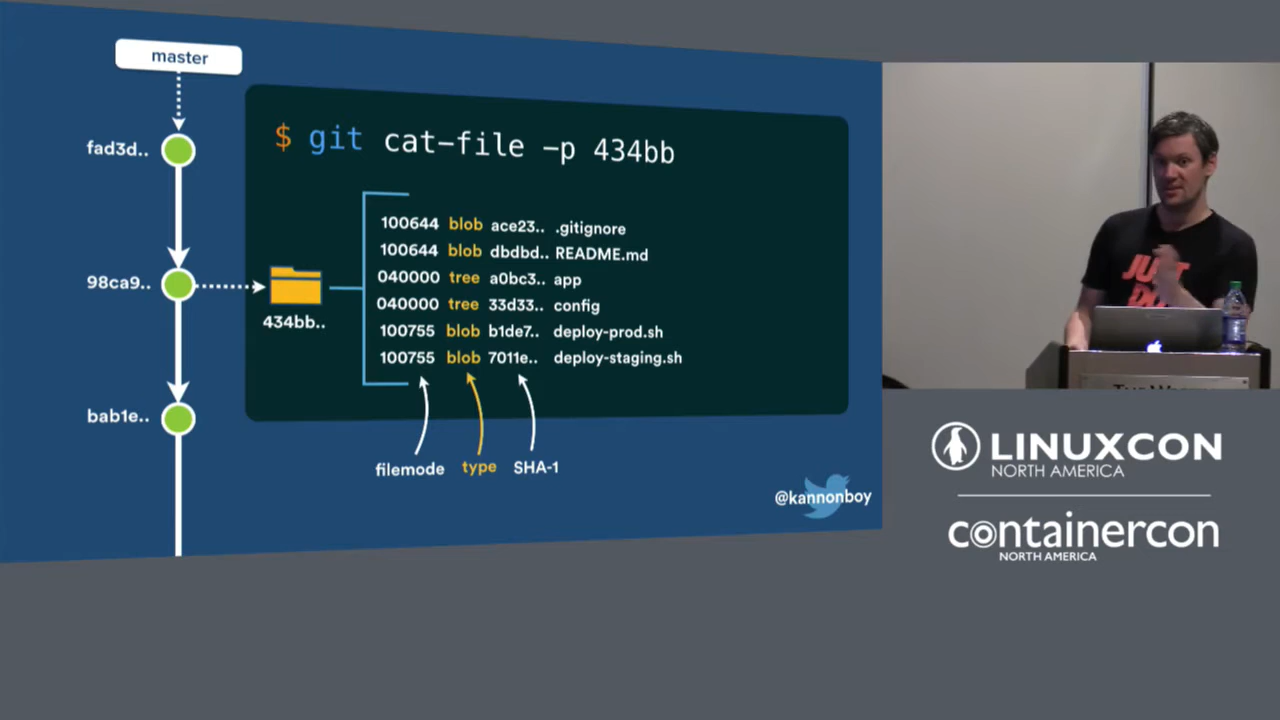 master
$ git cat-file -p 434bb
fad3d..
98ca9..
bab1e..
434bb..
100644 blob ace23.. .gitignore
100644 blob dbdbd.. README.md
040000 tree a0bc3.. app
040000 tree 33d33.. config
100755 blob b1de7.. deploy-prod.sh
100755 blob 7011e.. deploy-staging.sh
filemode type SHA-1
@kannonboy
JUST
LINUXCON
NORTH AMERICA
containercon
NORTH AMERICA